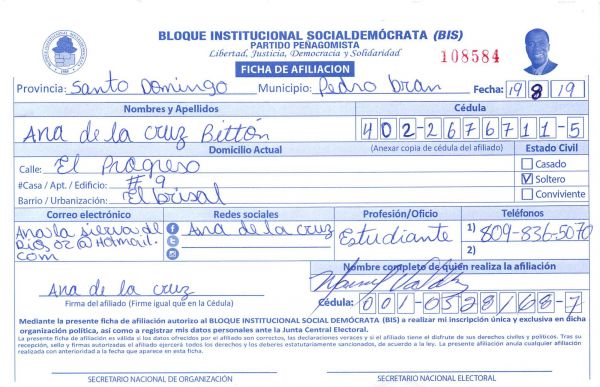 BLOQUE INSTITUCIONAL SOCIALDEMÓCRATA (BIS)
PARTIDO PEÑAGOMISTA
Libertad, Justicia, Democracia y Solidaridad
108584
FICHA DE AFILIACION
Provincia: Santo Domingo Municipio: Pedro bran Fecha: 19 8 19
Nombres y Apellidos Cédula
Ana de la cruz Bittón 402-2676711-5
Domicilio Actual (Anexar copia de cédula del afiliado) Estado Civil
Calle: El Progreso Casado
#Casa / Apt. / Edificio: # 9 Soltero
Barrio / Urbanización: El brisal Conviviente
Correo electrónico Redes sociales Profesión/Oficio Teléfonos
Ana la sierva de Dios 02@Hotmail.com Ana de la cruz Estudiante 1) 809-836-5070
2)
Nombre completo de quien realiza la afiliación
Ana de la cruz
Firma del afiliado (Firme igual que en la Cédula) Cédula: 001-0528168-7
Mediante la presente ficha de afiliación autorizo al BLOQUE INSTITUCIONAL SOCIAL DEMÓCRATA (BIS) a realizar mi inscripción única y exclusiva en dicha
organización política, así como a registrar mis datos personales ante la Junta Central Electoral.
La presente ficha de afiliación es válida si los datos ofrecidos por el afiliado son correctos, las declaraciones veraces y si el afiliado tiene el disfrute de sus derechos civiles y políticos. Tras su
recepción, sello y firmas autorizadas el afiliado ejercerá todos los derechos y los deberes estatutariamente sancionados, de acuerdo a la ley. La presente afiliación anula cualquier afiliación
realizada con anterioridad a la fecha que aparece en esta ficha.
SECRETARIO NACIONAL DE ORGANIZACIÓN SECRETARIO NACIONAL ELECTORAL